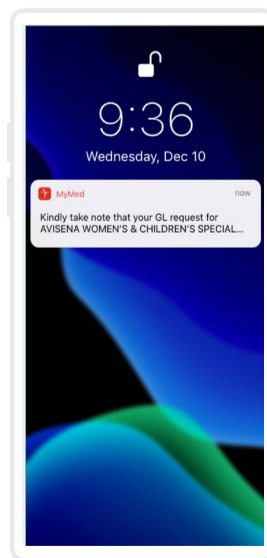 9:36
Wednesday, Dec 10
MyMed now
Kindly take note that your GL request for
AVISENA WOMEN'S & CHILDREN'S SPECIAL...